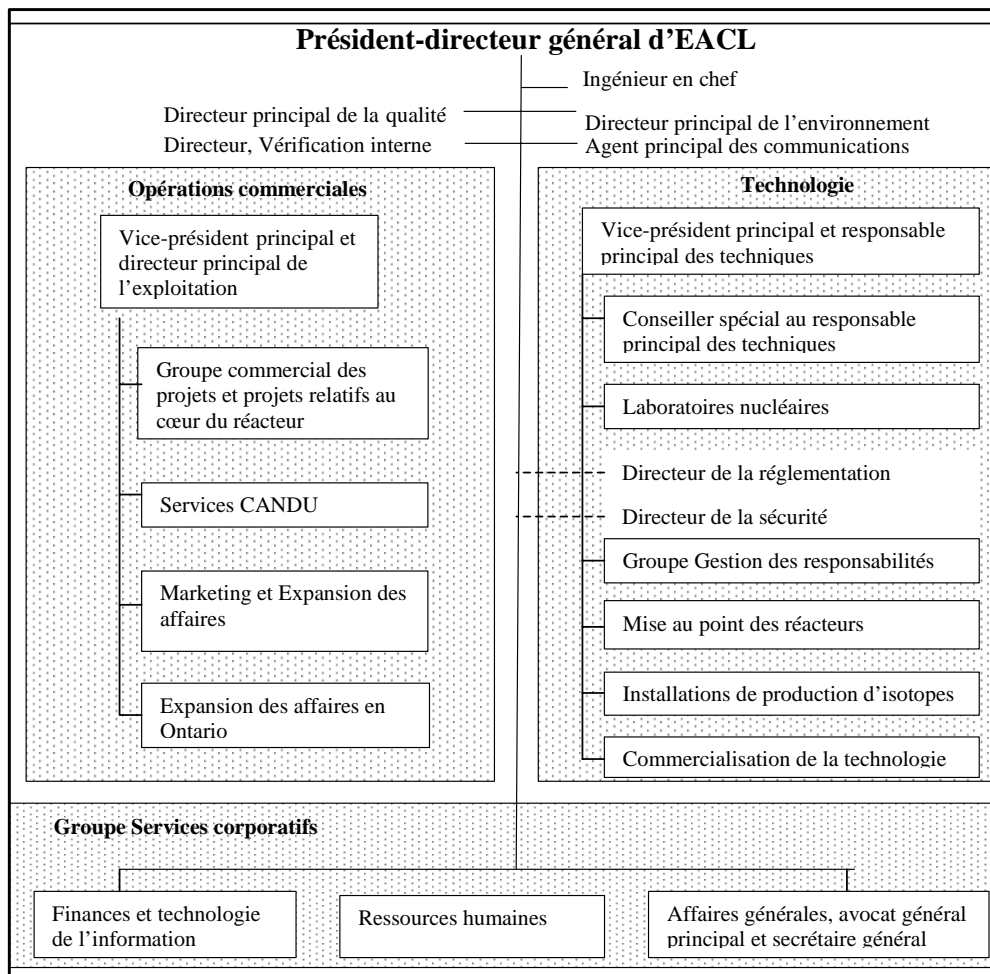 Président-directeur général d’EACL
Ingénieur en chef
Directeur principal de la qualité
Directeur principal de l’environnement
Directeur, Vérification interne
Agent principal des communications
Opérations commerciales
Vice-président principal et
directeur principal de
l’exploitation
Groupe commercial des
projets et projets relatifs au
cœur du réacteur
Services CANDU
Marketing et Expansion des
affaires
Expansion des affaires en
Ontario
Technologie
Vice-président principal et responsable
principal des techniques
Conseiller spécial au responsable
principal des techniques
Laboratoires nucléaires
Directeur de la réglementation
Directeur de la sécurité
Groupe Gestion des responsabilités
Mise au point des réacteurs
Installations de production d’isotopes
Commercialisation de la technologie
Groupe Services corporatifs
Finances et technologie
de l’information
Ressources humaines
Affaires générales, avocat général
principal et secrétaire général